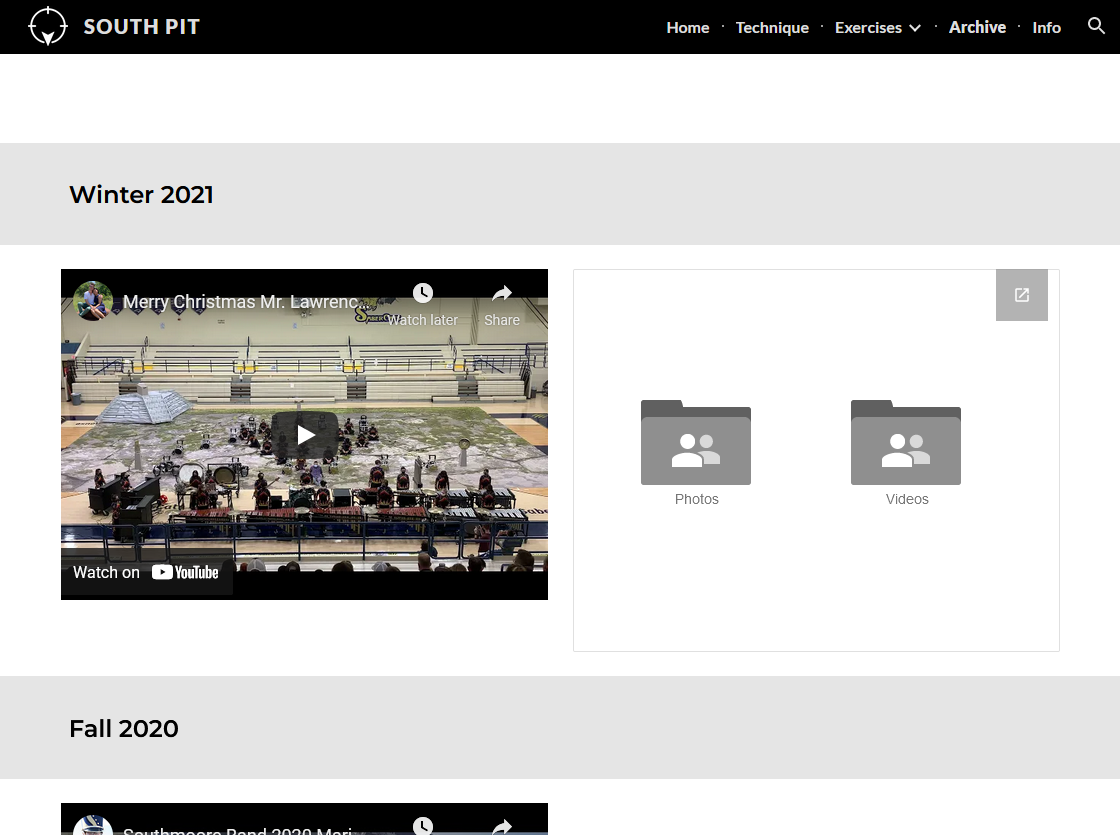 SOUTH PIT
Home · Technique · Exercises · Archive · Info
Winter 2021
Merry Christmas Mr. Lawrenc...
Watch later
Share
Watch on YouTube
Photos
Videos
Fall 2020
Southmoore Band 2020 Mari...